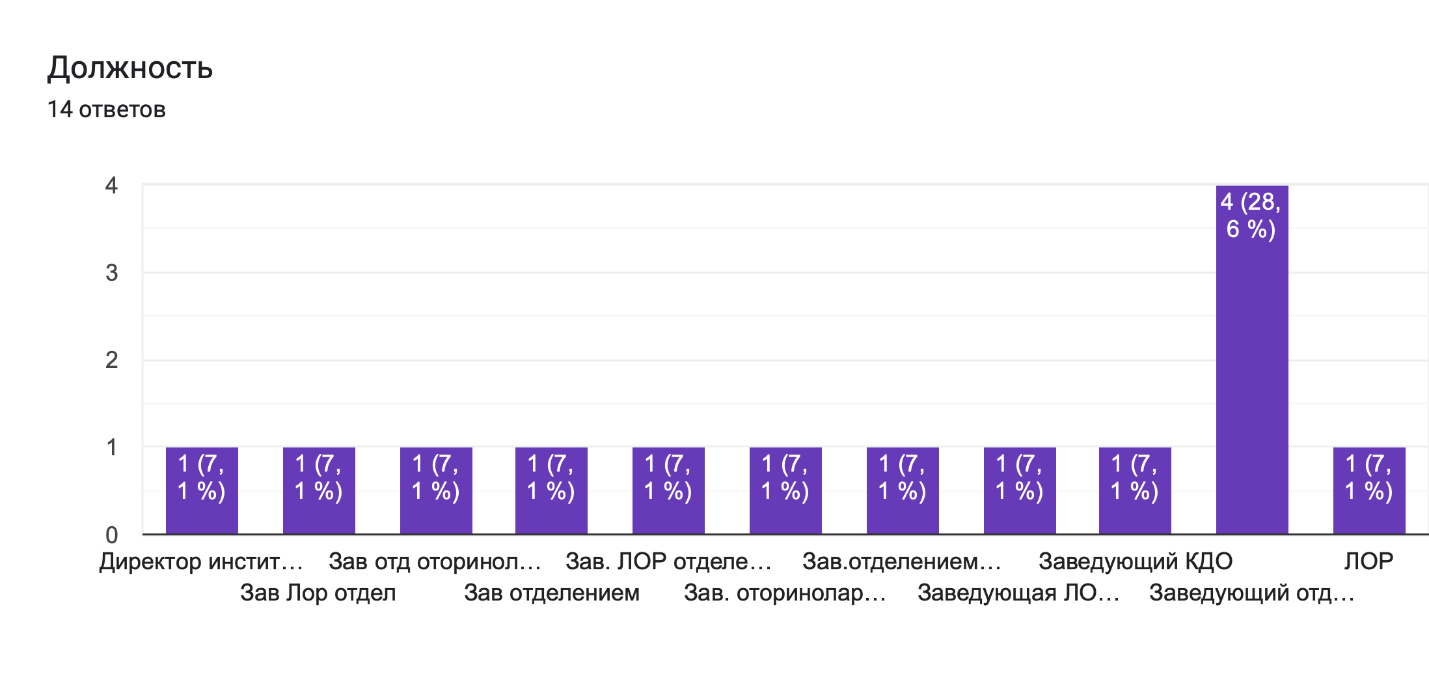 Должность
14 ответов
4
3
2
1
0
1 (7,
1 %)
1 (7,
1 %)
1 (7,
1 %)
1 (7,
1 %)
1 (7,
1 %)
1 (7,
1 %)
1 (7,
1 %)
1 (7,
1 %)
1 (7,
1 %)
4 (28,
6 %)
1 (7,
1 %)
Директор инстит…
Зав Лор отдел
Зав отд оторинол…
Зав отделением
Зав. ЛОР отделе…
Зав. оторинолар…
Зав.отделением…
Заведующая ЛО…
Заведующий КДО
Заведующий отд…
ЛОР